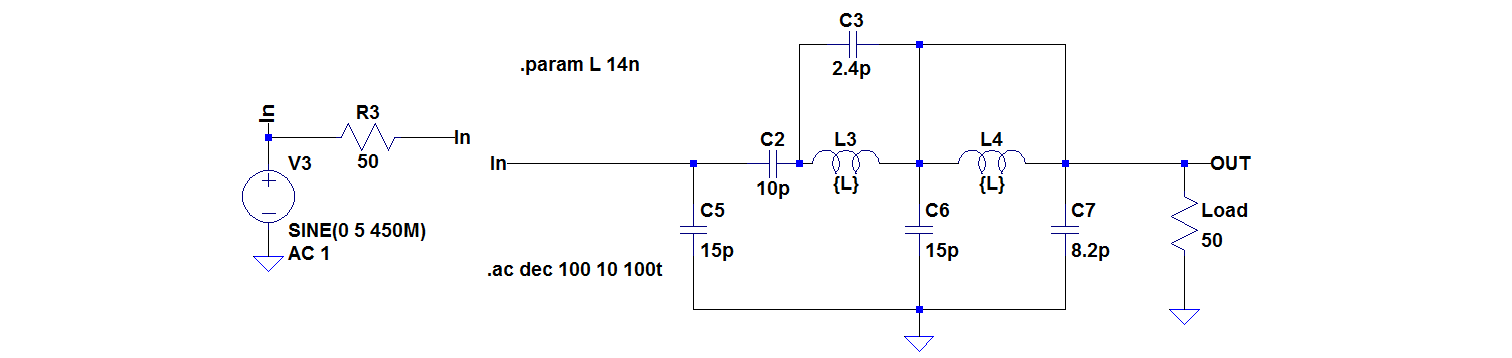 C3
2.4p
.param L 14n
In
R3
50
In
V3
SINE(0 5 450M)
AC 1
In
C2
10p
L3
{L}
L4
{L}
OUT
C5
15p
C6
15p
C7
8.2p
Load
50
.ac dec 100 10 100t